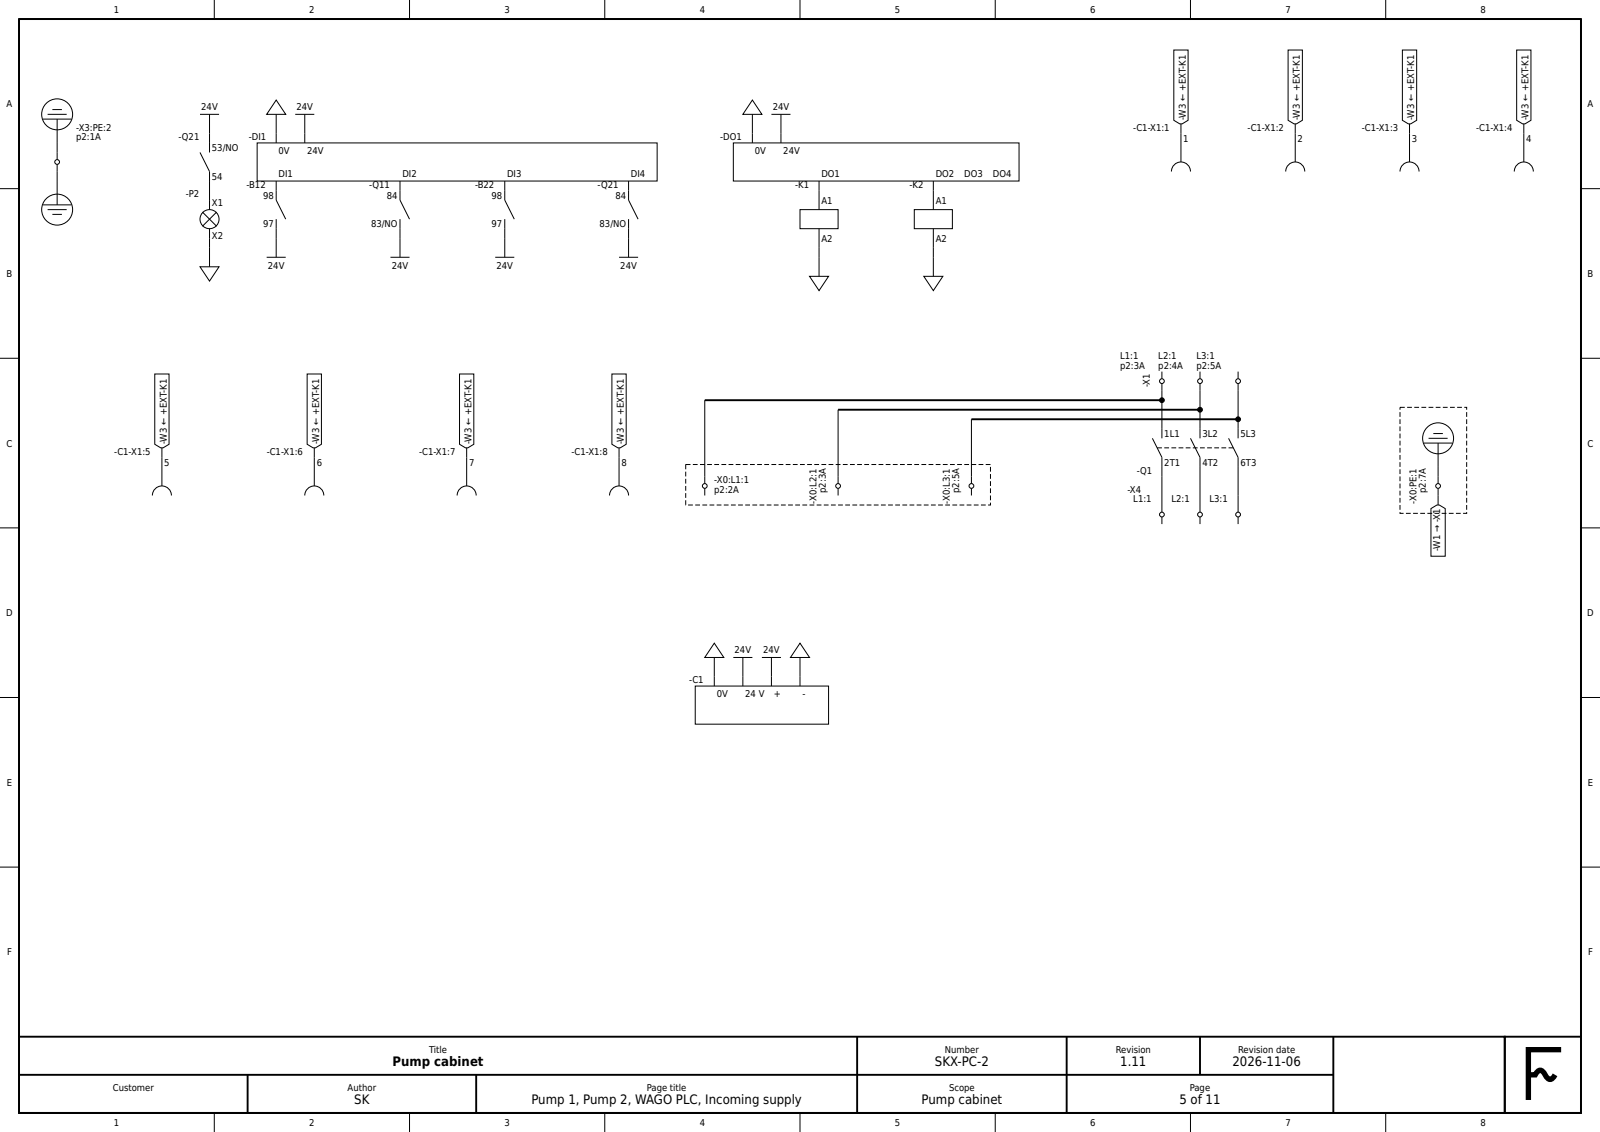 1 2 3 4 5 6 7 8
A
A
-W3 ← +EXT-K1
-W3 ← +EXT-K1
-W3 ← +EXT-K1
-W3 ← +EXT-K1
-C1-X1:1
-C1-X1:2
-C1-X1:3
-C1-X1:4
1
2
3
4
-X3:PE:2
p2:1A
24V
-Q21
53/NO
54
-P2
X1
X2
24V
-DI1
0V 24V
DI1 DI2 DI3 DI4
-B12
98
97
24V
-Q11
84
83/NO
24V
-B22
98
97
24V
-Q21
84
83/NO
24V
24V
-DO1
0V 24V
DO1 DO2 DO3 DO4
-K1
A1
A2
-K2
A1
A2
B
B
-W3 ← +EXT-K1
-W3 ← +EXT-K1
-W3 ← +EXT-K1
-W3 ← +EXT-K1
-C1-X1:5
-C1-X1:6
-C1-X1:7
-C1-X1:8
5
6
7
8
L1:1 L2:1 L3:1
p2:3A p2:4A p2:5A
-X1
1L1 3L2 5L3
2T1 4T2 6T3
-Q1
-X4
L1:1 L2:1 L3:1
-X0:L1:1
p2:2A
-X0:L2:1
p2:3A
-X0:L3:1
p2:5A
-X0:PE:1
p2:7A
-W1 → -X1
C
C
D
D
24V 24V
-C1
0V 24 V + -
E
E
F
F
Title
Pump cabinet
Number
SKX-PC-2
Revision
1.11
Revision date
2026-11-06
Customer
Author
SK
Page title
Pump 1, Pump 2, WAGO PLC, Incoming supply
Scope
Pump cabinet
Page
5 of 11
1 2 3 4 5 6 7 8